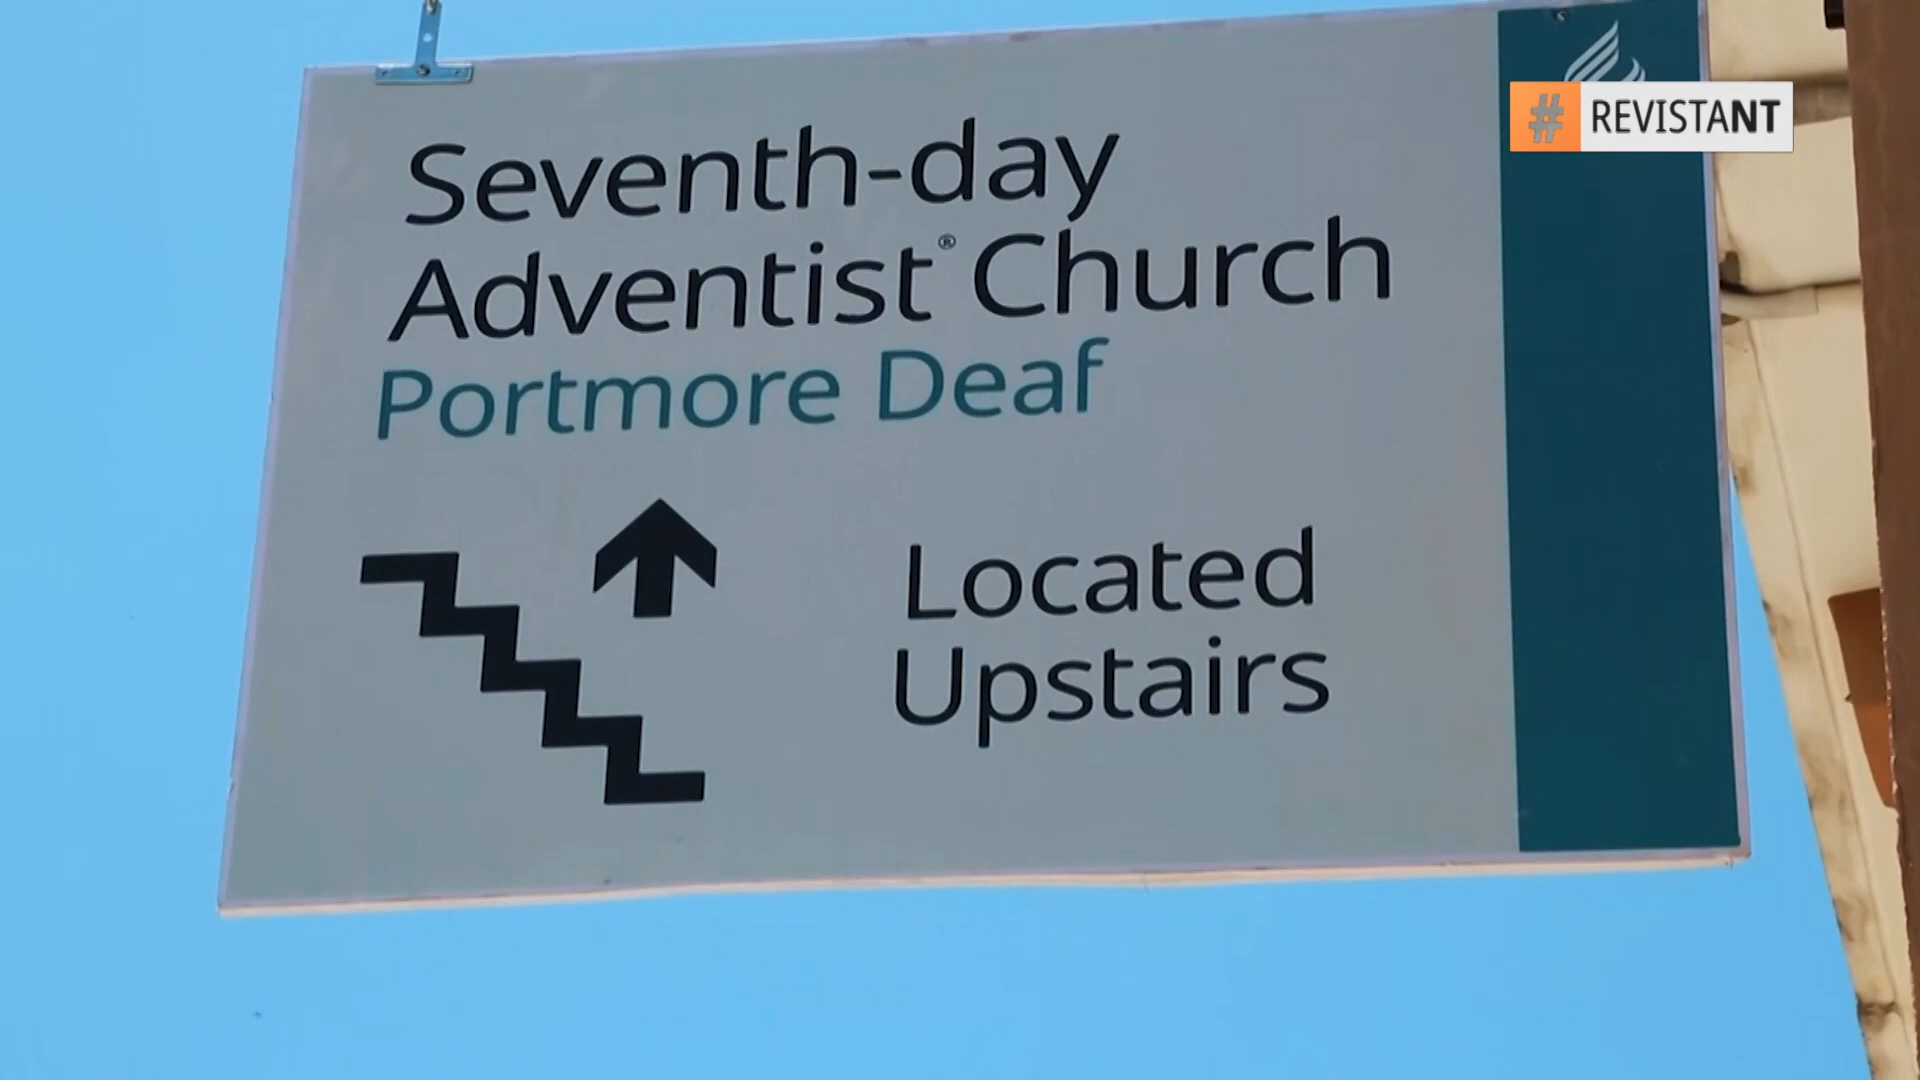 Seventh-day
Adventist® Church
Portmore Deaf
Located
Upstairs
# REVISTANT